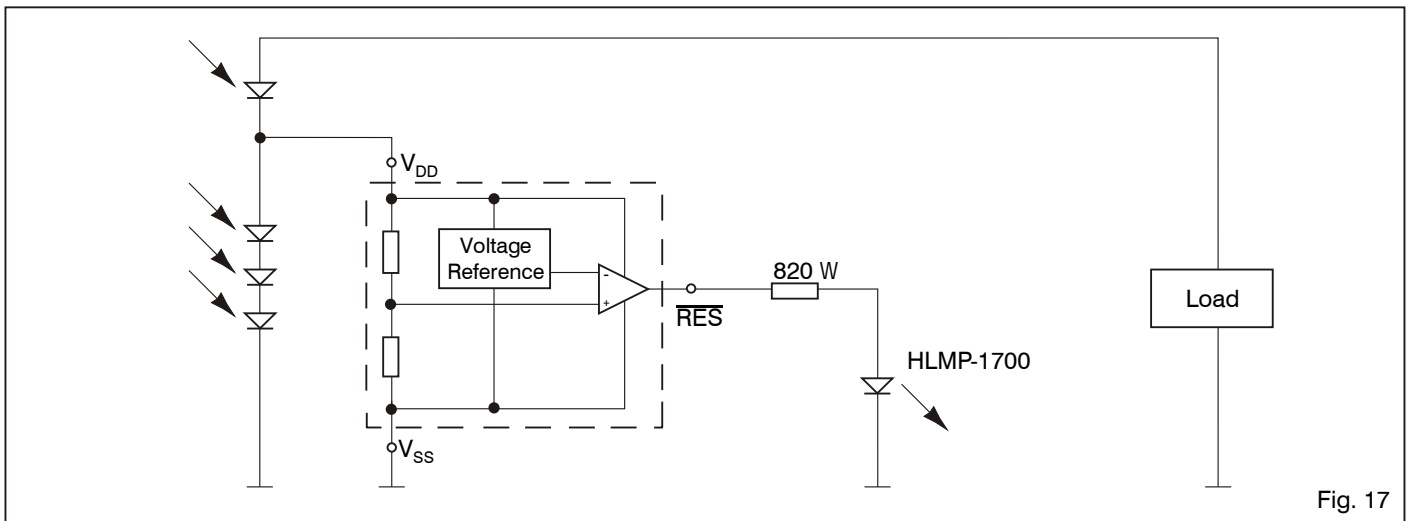 VDD
Voltage
Reference
-
+
820 W
RES
HLMP-1700
Load
VSS
Fig. 17